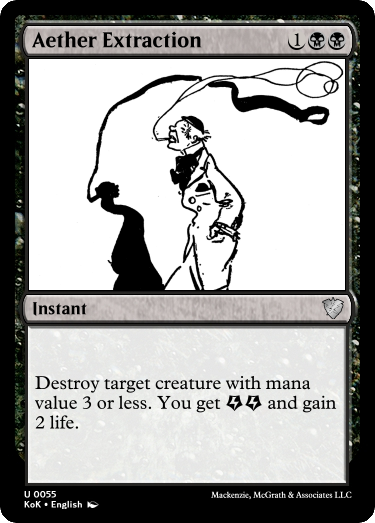 Aether Extraction 1
Instant
Destroy target creature with mana
value 3 or less. You get and gain
2 life.
U 0055
KoK • English
Mackenzie, McGrath & Associates LLC